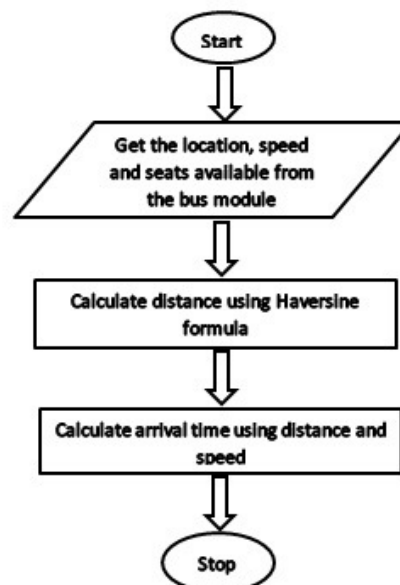 Start
Get the location, speed
and seats available from
the bus module
Calculate distance using Haversine
formula
Calculate arrival time using distance and
speed
Stop